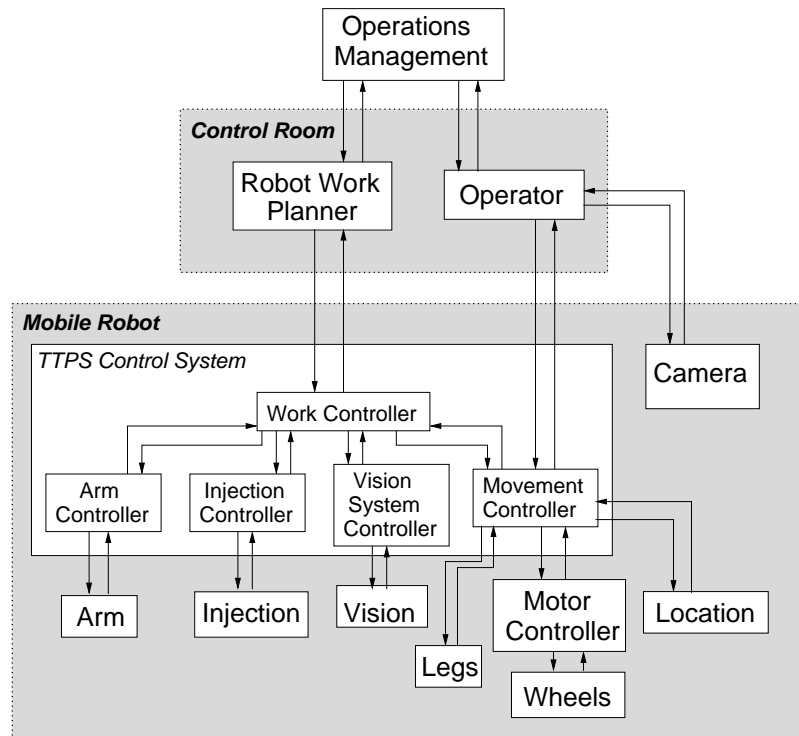 Operations
Management
Control Room
Robot Work
Planner
Operator
Mobile Robot
TTPS Control System
Camera
Work Controller
Arm
Controller
Injection
Controller
Vision
System
Controller
Movement
Controller
Arm
Injection
Vision
Legs
Motor
Controller
Wheels
Location